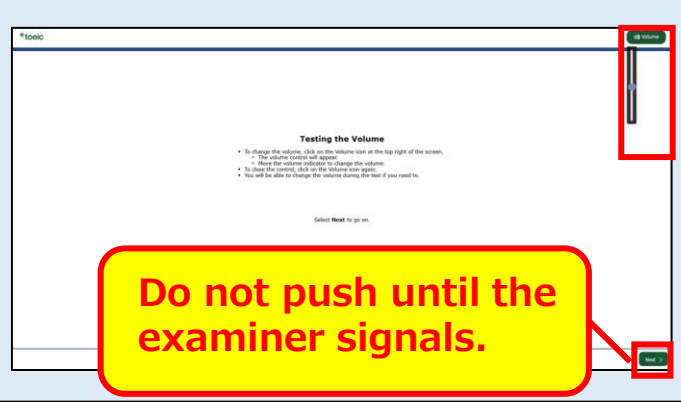 *toeic.
Volume
Testing the Volume
• To change the volume, click on the Volume icon at the top right of the screen.
◦ The volume control will appear.
◦ Move the volume indicator to change the volume.
• To close the control, click on the Volume icon again.
• You will be able to change the volume during the test if you need to.
Select Next to go on.
Do not push until the
examiner signals.
Next >